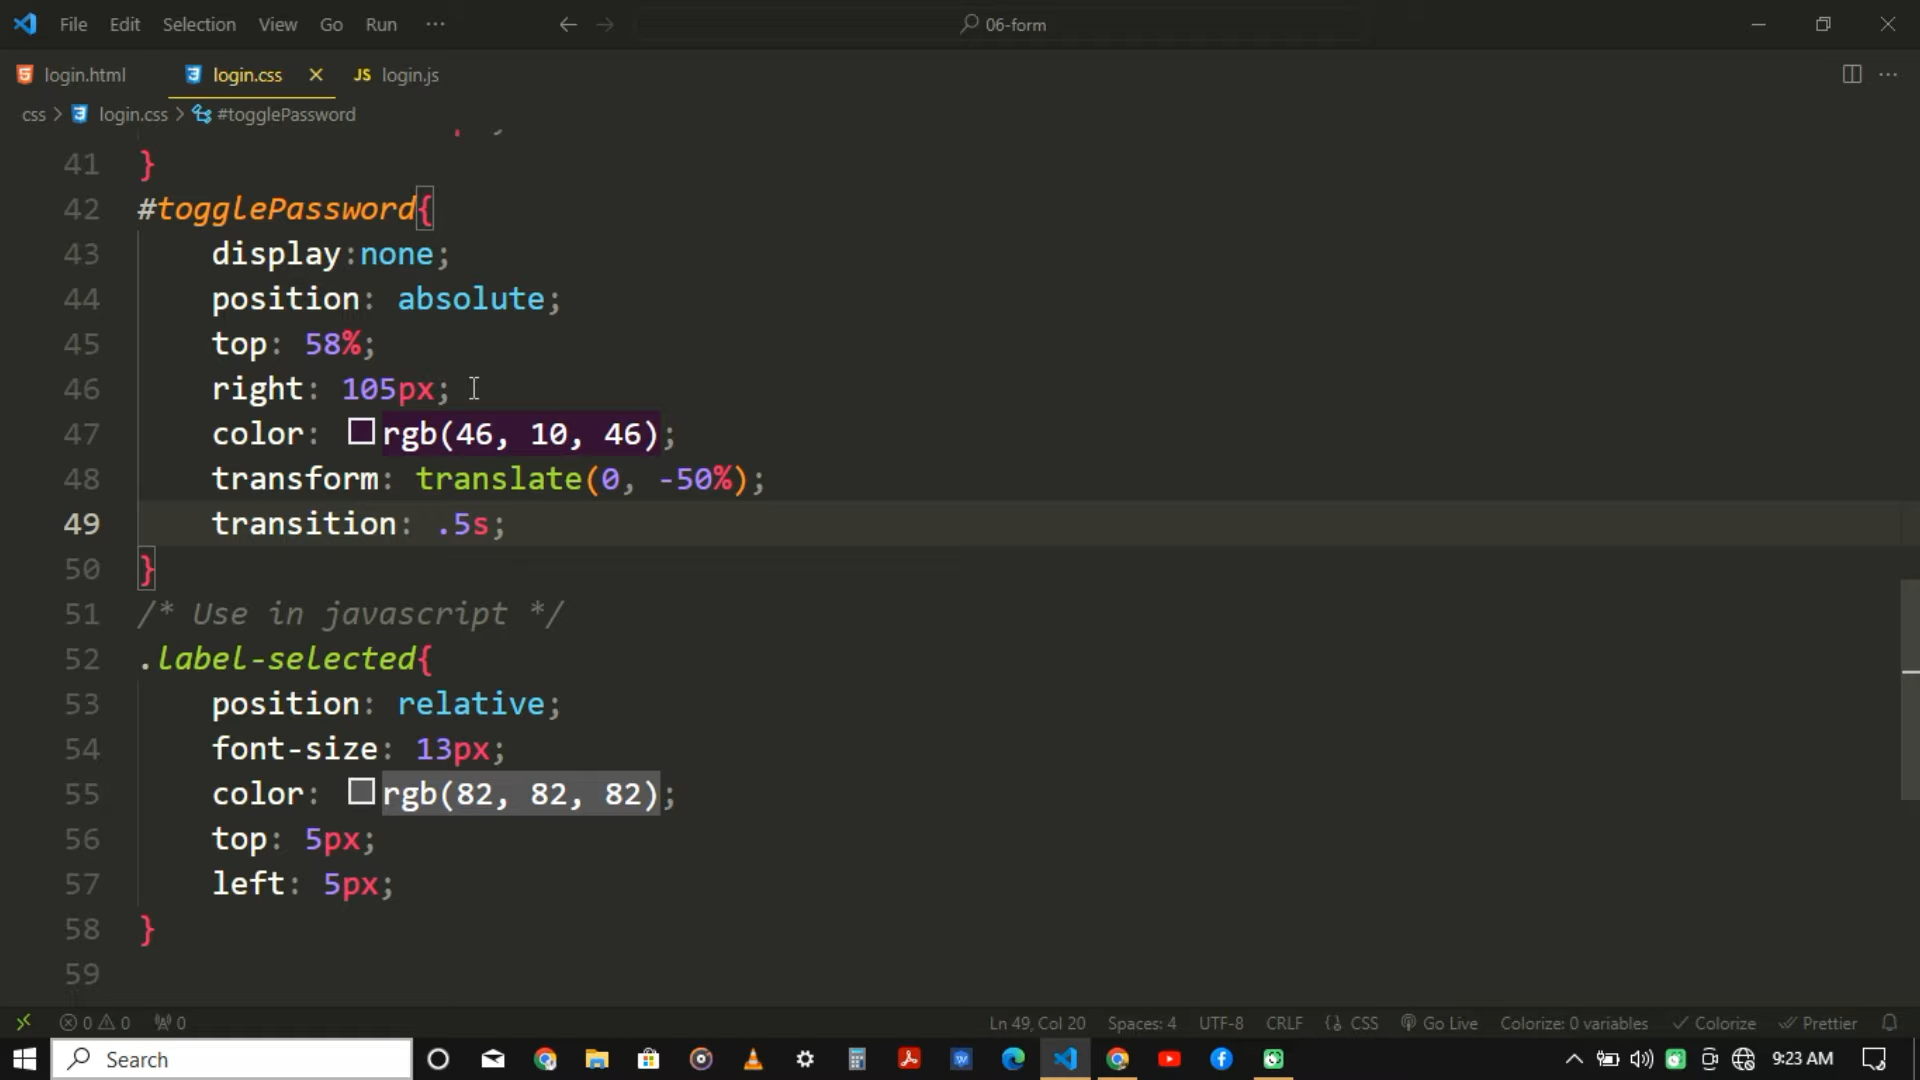 File Edit Selection View Go Run ··· 06-form
login.html login.css JS login.js
css > login.css > #togglePassword
41 }
42 #togglePassword{
43 display:none;
44 position: absolute;
45 top: 58%;
46 right: 105px;
47 color: rgb(46, 10, 46);
48 transform: translate(0, -50%);
49 transition: .5s;
50 }
51 /* Use in javascript */
52 .label-selected{
53 position: relative;
54 font-size: 13px;
55 color: rgb(82, 82, 82);
56 top: 5px;
57 left: 5px;
58 }
59
0 0 0 Ln 49, Col 20 Spaces: 4 UTF-8 CRLF {} CSS Go Live Colorize: 0 variables Colorize Prettier
Search 9:23 AM